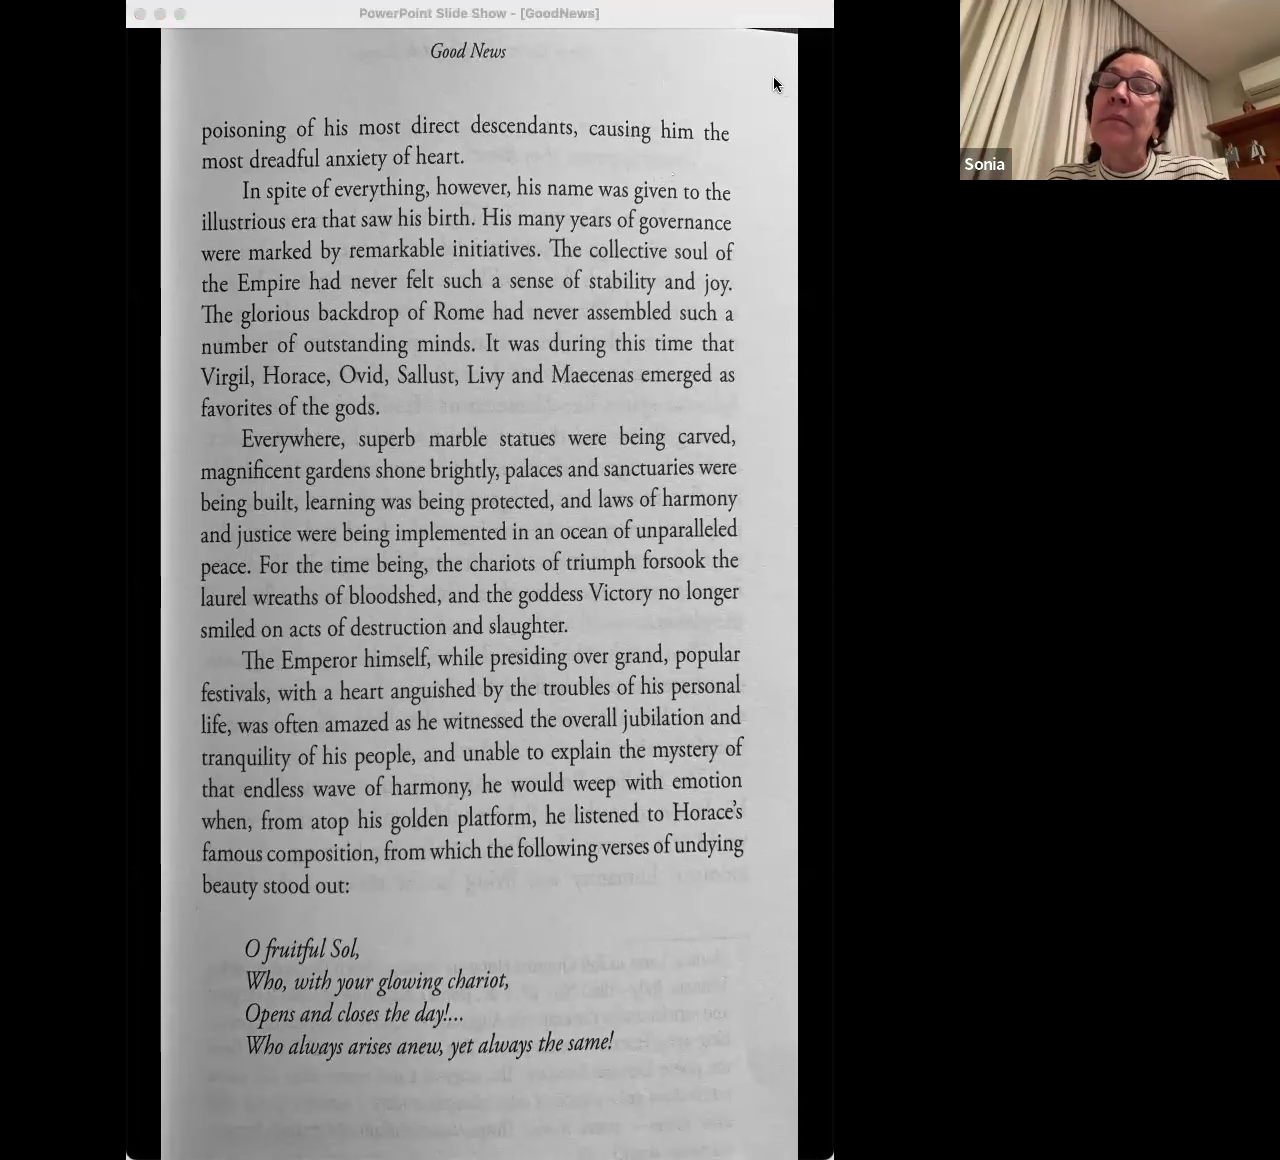 PowerPoint Slide Show - [GoodNews]
Good News
poisoning of his most direct descendants, causing him the
most dreadful anxiety of heart.
In spite of everything, however, his name was given to the
illustrious era that saw his birth. His many years of governance
were marked by remarkable initiatives. The collective soul of
the Empire had never felt such a sense of stability and joy.
The glorious backdrop of Rome had never assembled such a
number of outstanding minds. It was during this time that
Virgil, Horace, Ovid, Sallust, Livy and Maecenas emerged as
favorites of the gods.
Everywhere, superb marble statues were being carved,
magnificent gardens shone brightly, palaces and sanctuaries were
being built, learning was being protected, and laws of harmony
and justice were being implemented in an ocean of unparalleled
peace. For the time being, the chariots of triumph forsook the
laurel wreaths of bloodshed, and the goddess Victory no longer
smiled on acts of destruction and slaughter.
The Emperor himself, while presiding over grand, popular
festivals, with a heart anguished by the troubles of his personal
life, was often amazed as he witnessed the overall jubilation and
tranquility of his people, and unable to explain the mystery of
that endless wave of harmony, he would weep with emotion
when, from atop his golden platform, he listened to Horace's
famous composition, from which the following verses of undying
beauty stood out:
O fruitful Sol,
Who, with your glowing chariot,
Opens and closes the day!...
Who always arises anew, yet always the same!
Sonia